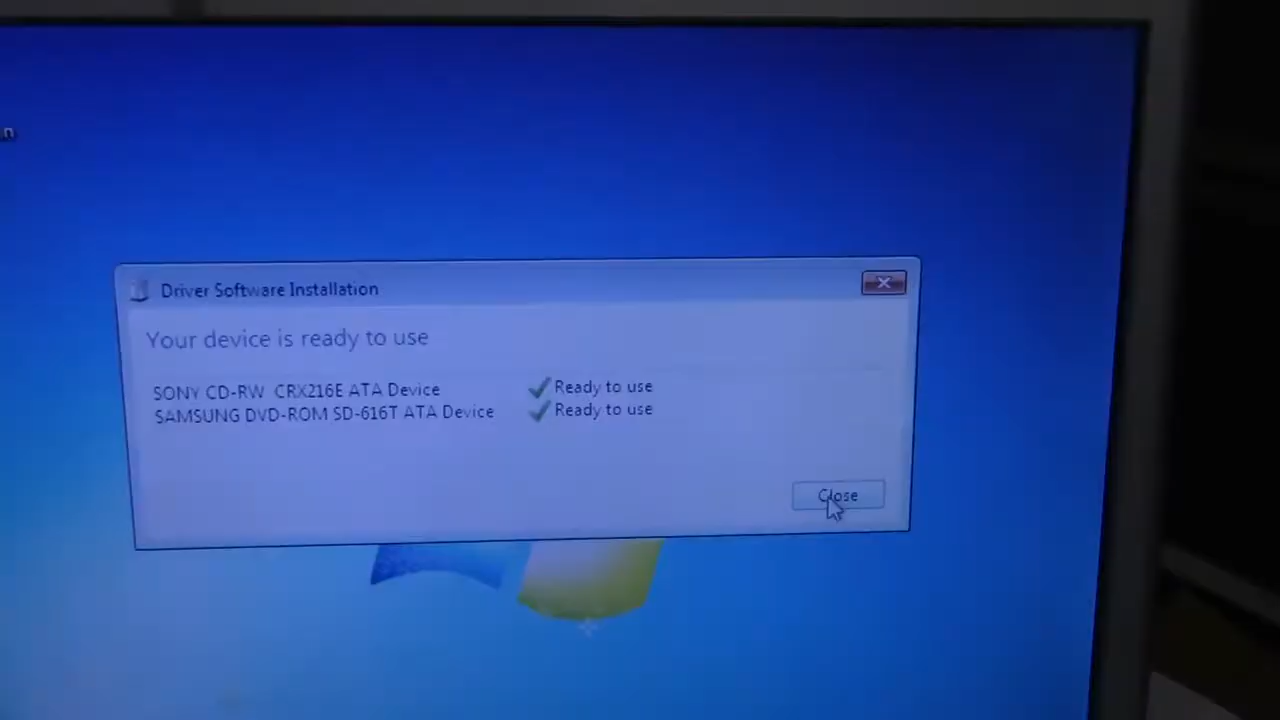 n
Driver Software Installation
Your device is ready to use
SONY CD-RW CRX216E ATA Device Ready to use
SAMSUNG DVD-ROM SD-616T ATA Device Ready to use
Close